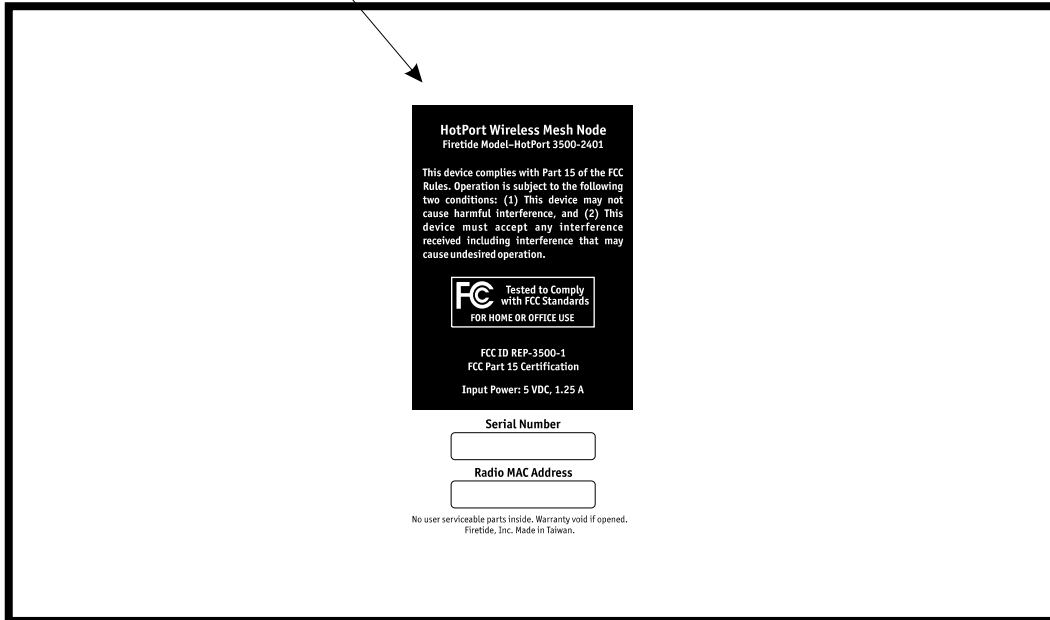 HotPort Wireless Mesh Node
Firetide Model–HotPort 3500-2401
This device complies with Part 15 of the FCC
Rules. Operation is subject to the following
two conditions: (1) This device may not
cause harmful interference, and (2) This
device must accept any interference
received including interference that may
cause undesired operation.
FC Tested to Comply
with FCC Standards
FOR HOME OR OFFICE USE
FCC ID REP-3500-1
FCC Part 15 Certification
Input Power: 5 VDC, 1.25 A
Serial Number
Radio MAC Address
No user serviceable parts inside. Warranty void if opened.
Firetide, Inc. Made in Taiwan.